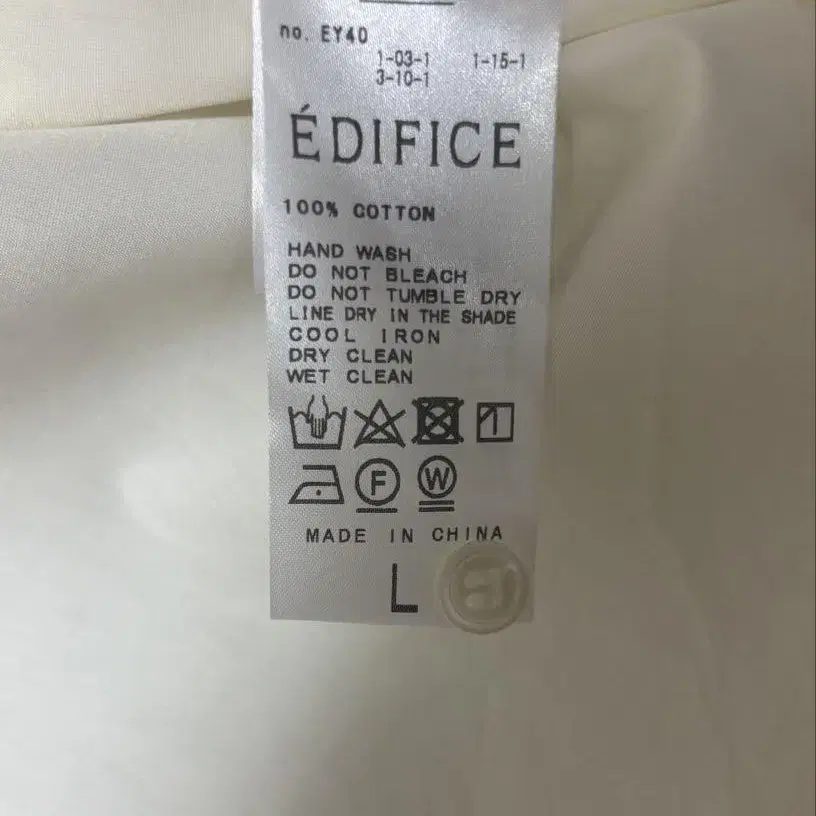 no. EY40
1-03-1 1-15-1
3-10-1
ÉDIFICE
100% COTTON
HAND WASH
DO NOT BLEACH
DO NOT TUMBLE DRY
LINE DRY IN THE SHADE
COOL IRON
DRY CLEAN
WET CLEAN
F W
MADE IN CHINA
L